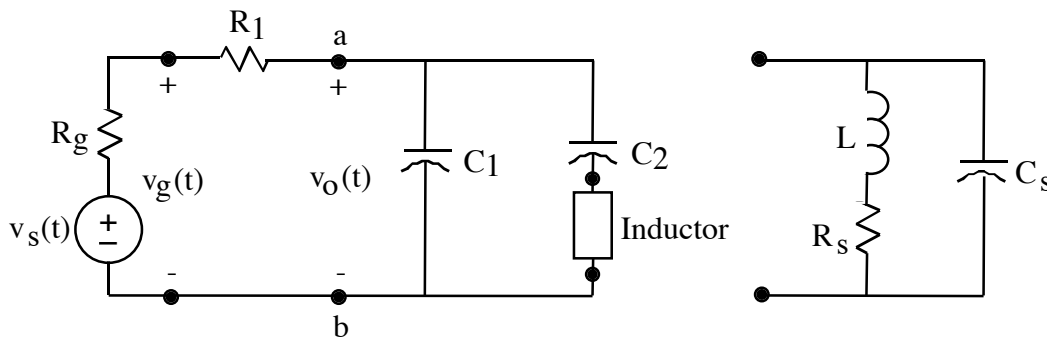 R1
a
+
+
Rg
vg(t)
vo(t)
C1
C2
vs(t)
+
−
Inductor
-
-
b
L
Rs
Cs